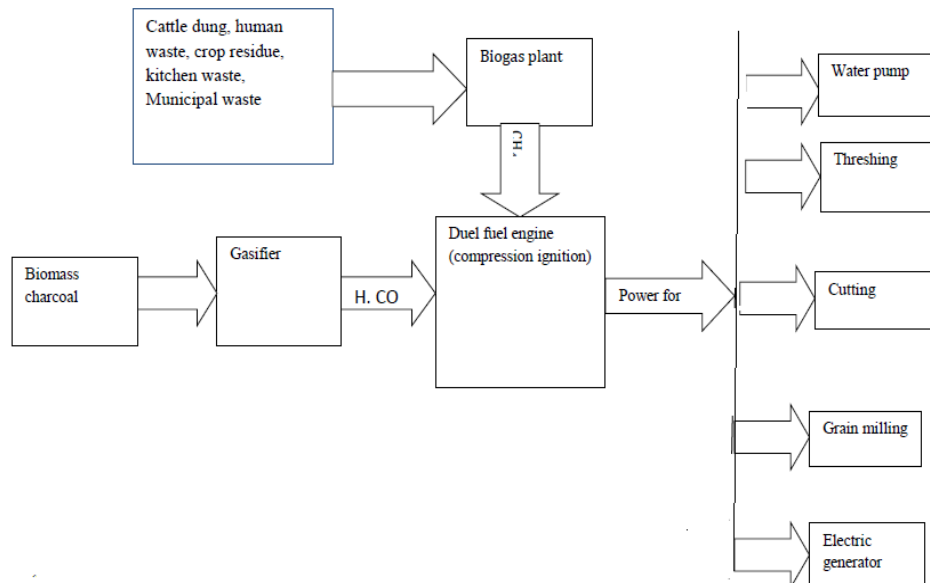 Cattle dung, human
waste, crop residue,
kitchen waste,
Municipal waste
Biogas plant
CH
Water pump
Threshing
Biomass
charcoal
Gasifier
H. CO
Duel fuel engine
(compression ignition)
Power for
Cutting
Grain milling
Electric
generator